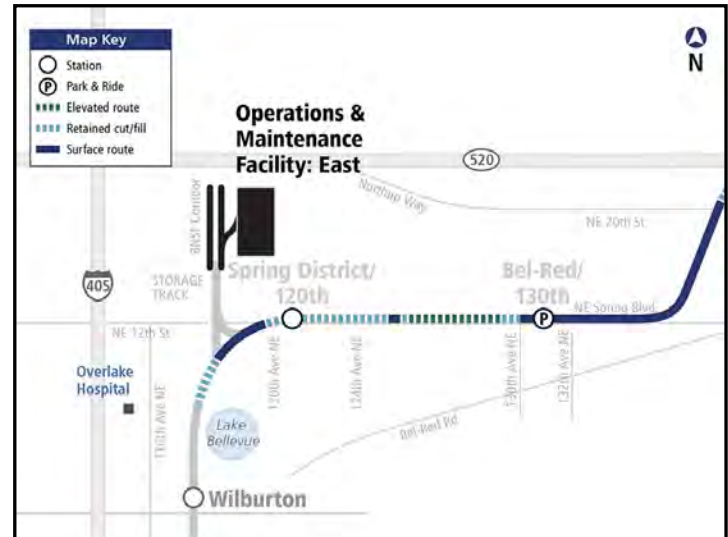 Map Key
Station
Park & Ride
Elevated route
Retained cut/fill
Surface route
N
Operations &
Maintenance
Facility: East
520
Northup Way
NE 20th St.
BNSF Corridor
405
STORAGE
TRACK
Spring District/
120th
Bel-Red/
130th
NE Spring Blvd.
NE 12th St
P
Overlake
Hospital
120th Ave NE
124th Ave NE
130th Ave NE
132nd Ave NE
Bel-Red Rd
Lake
Bellevue
Wilburton